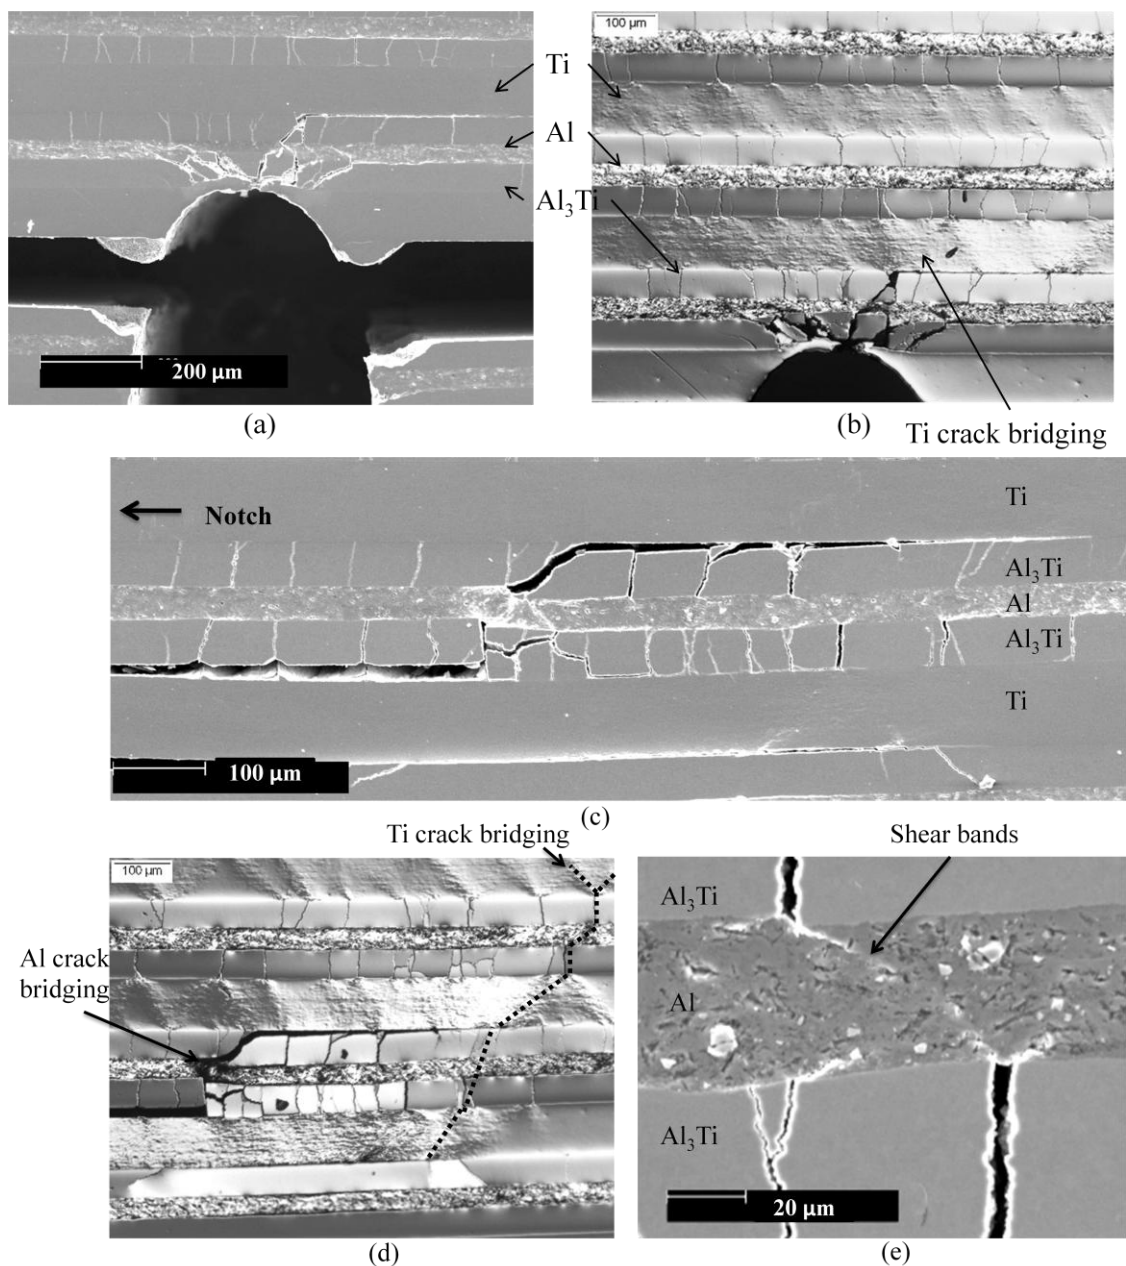 100 μm
Ti
Al
Al₃Ti
200 μm
(a)
(b)
Ti crack bridging
Notch
Ti
Al₃Ti
Al
Al₃Ti
Ti
100 μm
(c)
Ti crack bridging
Shear bands
100 μm
Al₃Ti
Al crack
bridging
Al
Al₃Ti
20 μm
(d)
(e)